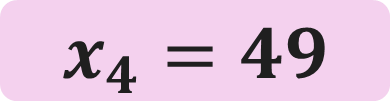 x₄ = 49